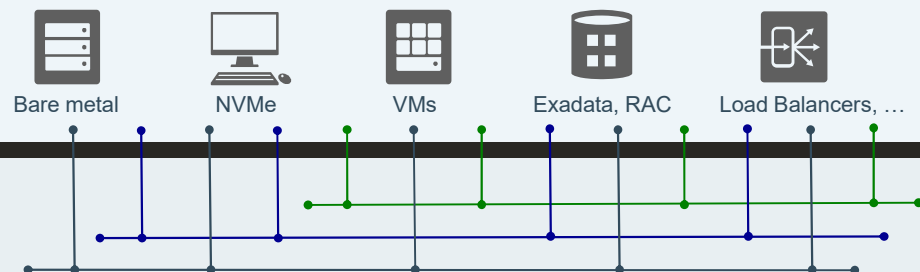 Bare metal
NVMe
VMs
Exadata, RAC
Load Balancers, …